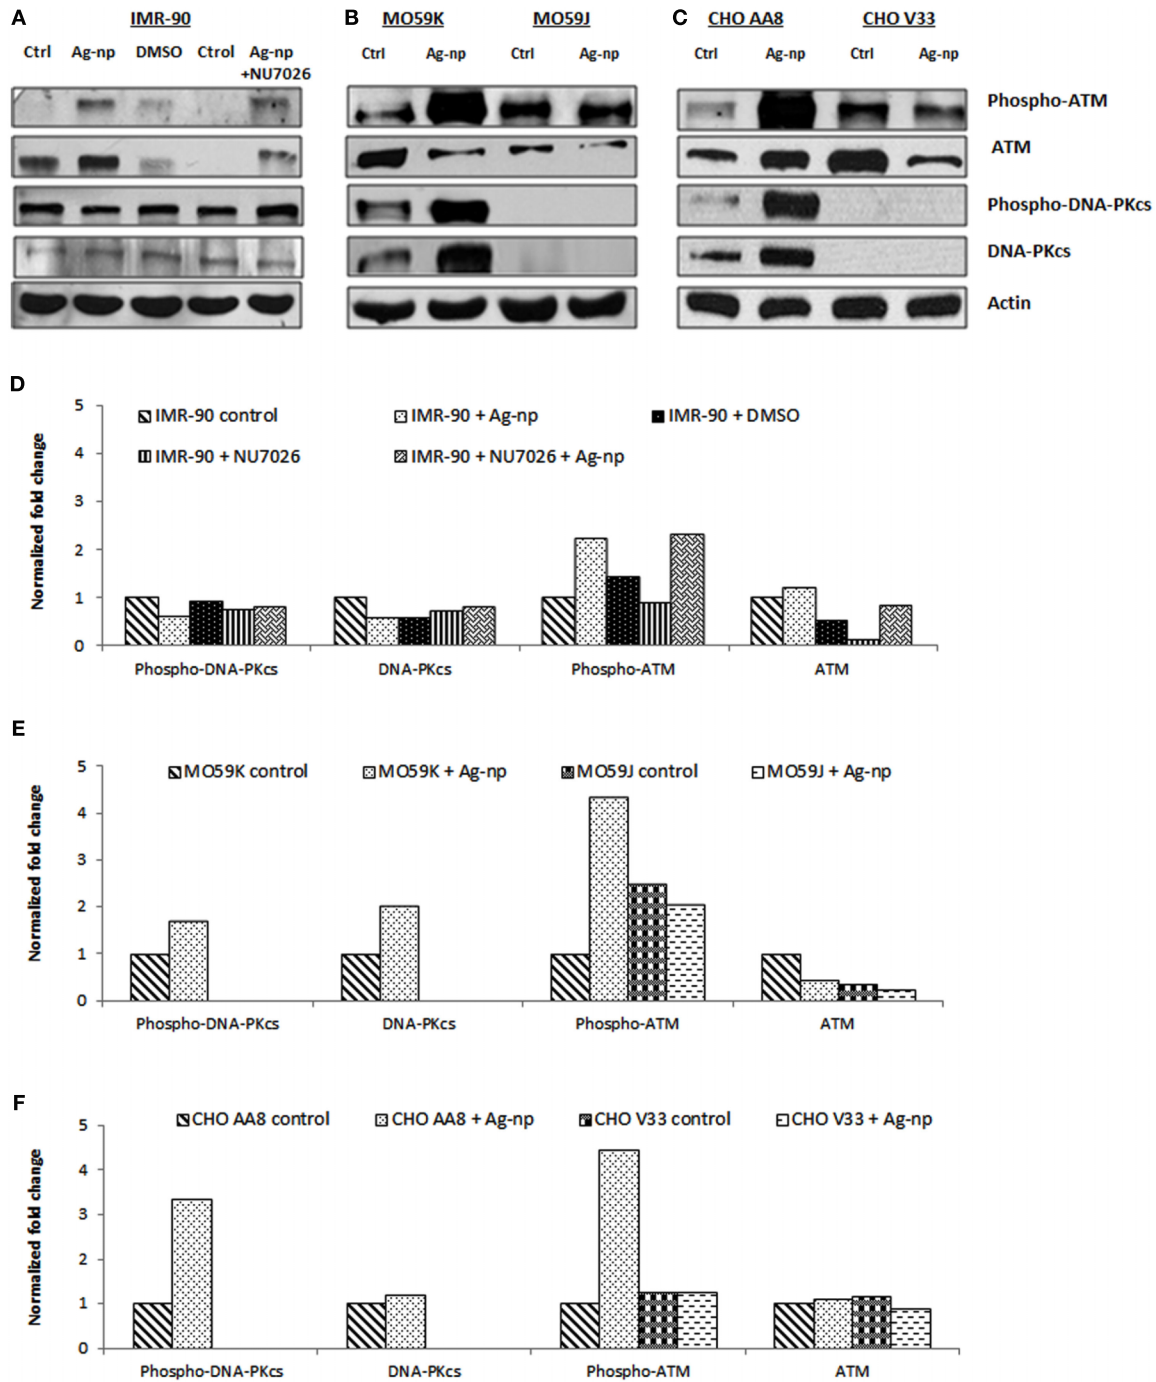 A IMR-90
Ctrl Ag-np DMSO Ctrol Ag-np
+NU7026
B MO59K MO59J
Ctrl Ag-np Ctrl Ag-np
C CHO AA8 CHO V33
Ctrl Ag-np Ctrl Ag-np
Phospho-ATM
ATM
Phospho-DNA-PKcs
DNA-PKcs
Actin
D
Normalized fold change
5
4
3
2
1
0
IMR-90 control IMR-90 + Ag-np IMR-90 + DMSO
IMR-90 + NU7026 IMR-90 + NU7026 + Ag-np
Phospho-DNA-PKcs DNA-PKcs Phospho-ATM ATM
E
Normalized fold change
5
4
3
2
1
0
MO59K control MO59K + Ag-np MO59J control MO59J + Ag-np
Phospho-DNA-PKcs DNA-PKcs Phospho-ATM ATM
F
Normalized fold change
5
4
3
2
1
0
CHO AA8 control CHO AA8 + Ag-np CHO V33 control CHO V33 + Ag-np
Phospho-DNA-PKcs DNA-PKcs Phospho-ATM ATM